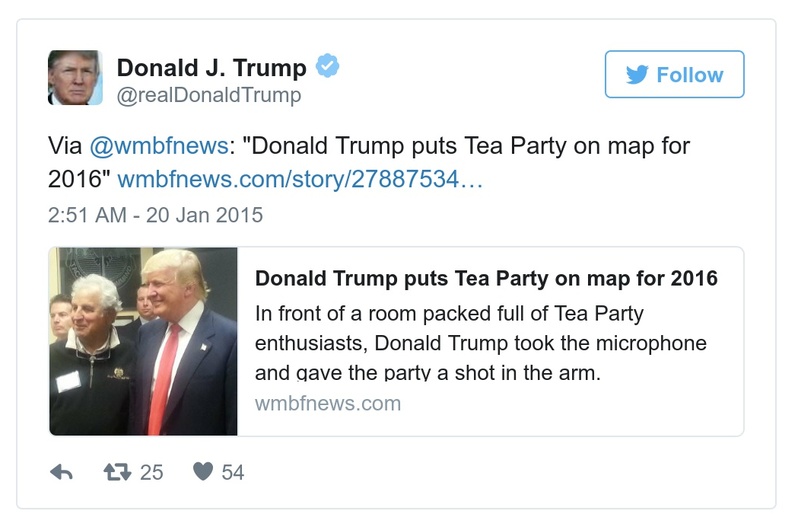 Donald J. Trump
@realDonaldTrump
Follow
Via @wmbfnews: "Donald Trump puts Tea Party on map for
2016" wmbfnews.com/story/27887534…
2:51 AM - 20 Jan 2015
Donald Trump puts Tea Party on map for 2016
In front of a room packed full of Tea Party
enthusiasts, Donald Trump took the microphone
and gave the party a shot in the arm.
wmbfnews.com
25
54